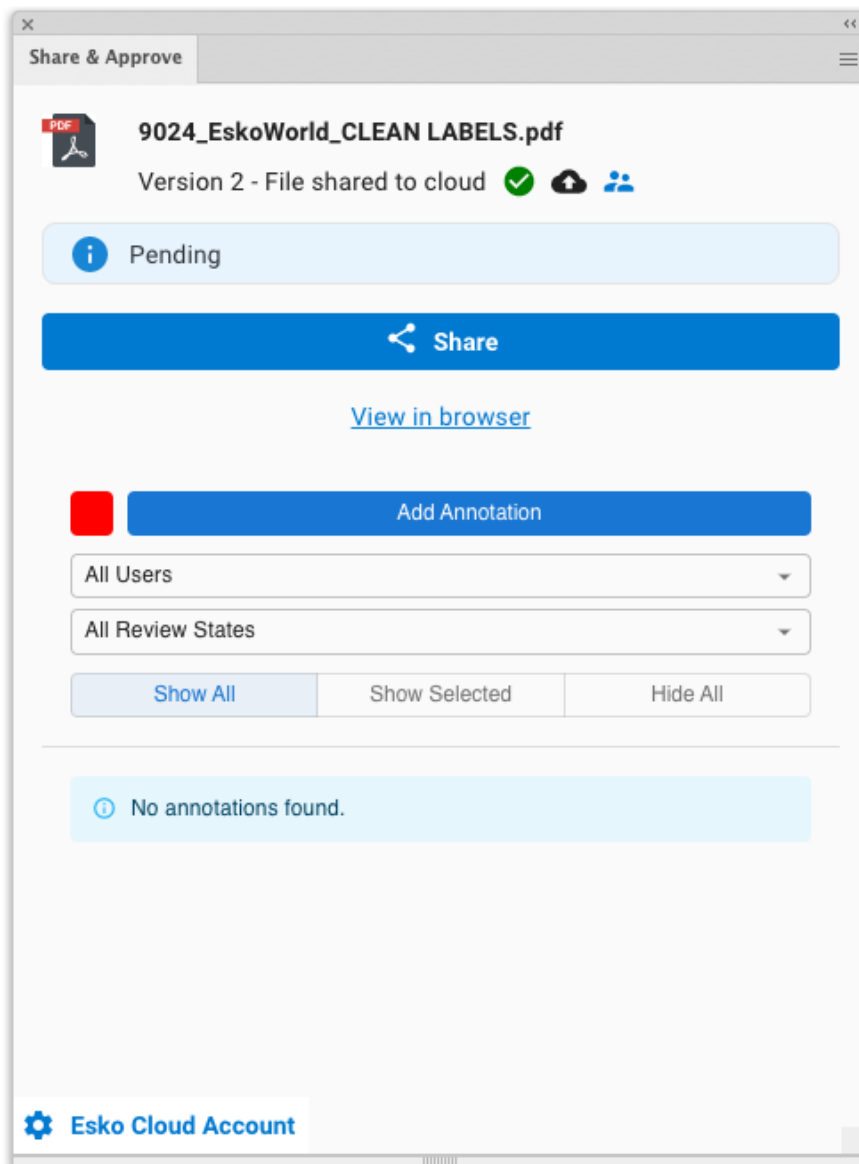 Share & Approve
PDF
9024_EskoWorld_CLEAN LABELS.pdf
Version 2 - File shared to cloud
Pending
Share
View in browser
Add Annotation
All Users
All Review States
Show All Show Selected Hide All
No annotations found.
Esko Cloud Account